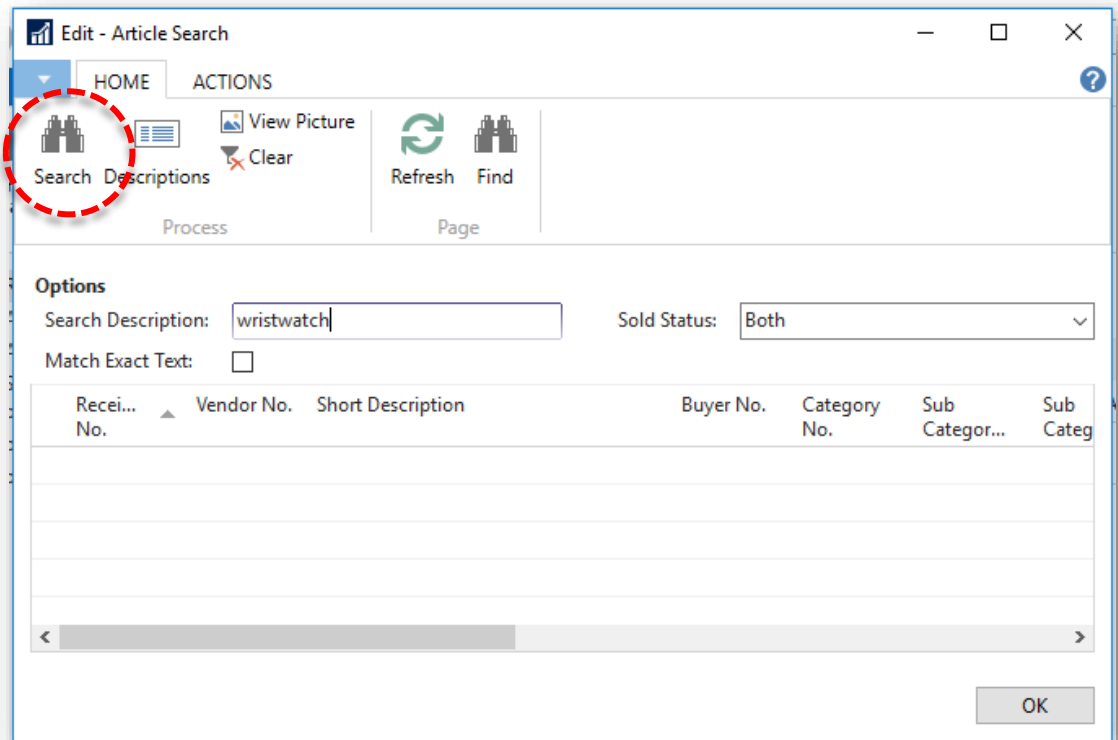 Edit - Article Search
HOME ACTIONS
View Picture
Clear
Search Descriptions
Refresh Find
Process Page
Options
Search Description: wristwatch Sold Status: Both
Match Exact Text:
Recei... Vendor No. Short Description Buyer No. Category Sub Sub
No. No. Categor... Categ
OK